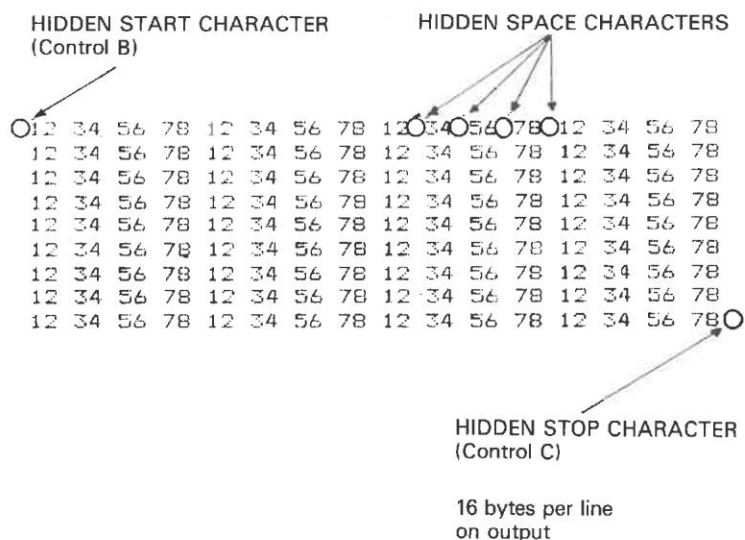 HIDDEN START CHARACTER
(Control B)
HIDDEN SPACE CHARACTERS
12 34 56 78 12 34 56 78 12 34 56 78 12 34 56 78
12 34 56 78 12 34 56 78 12 34 56 78 12 34 56 78
12 34 56 78 12 34 56 78 12 34 56 78 12 34 56 78
12 34 56 78 12 34 56 78 12 34 56 78 12 34 56 78
12 34 56 78 12 34 56 78 12 34 56 78 12 34 56 78
12 34 56 78 12 34 56 78 12 34 56 78 12 34 56 78
12 34 56 78 12 34 56 78 12 34 56 78 12 34 56 78
12 34 56 78 12 34 56 78 12 34 56 78 12 34 56 78
12 34 56 78 12 34 56 78 12 34 56 78 12 34 56 78
HIDDEN STOP CHARACTER
(Control C)
16 bytes per line
on output